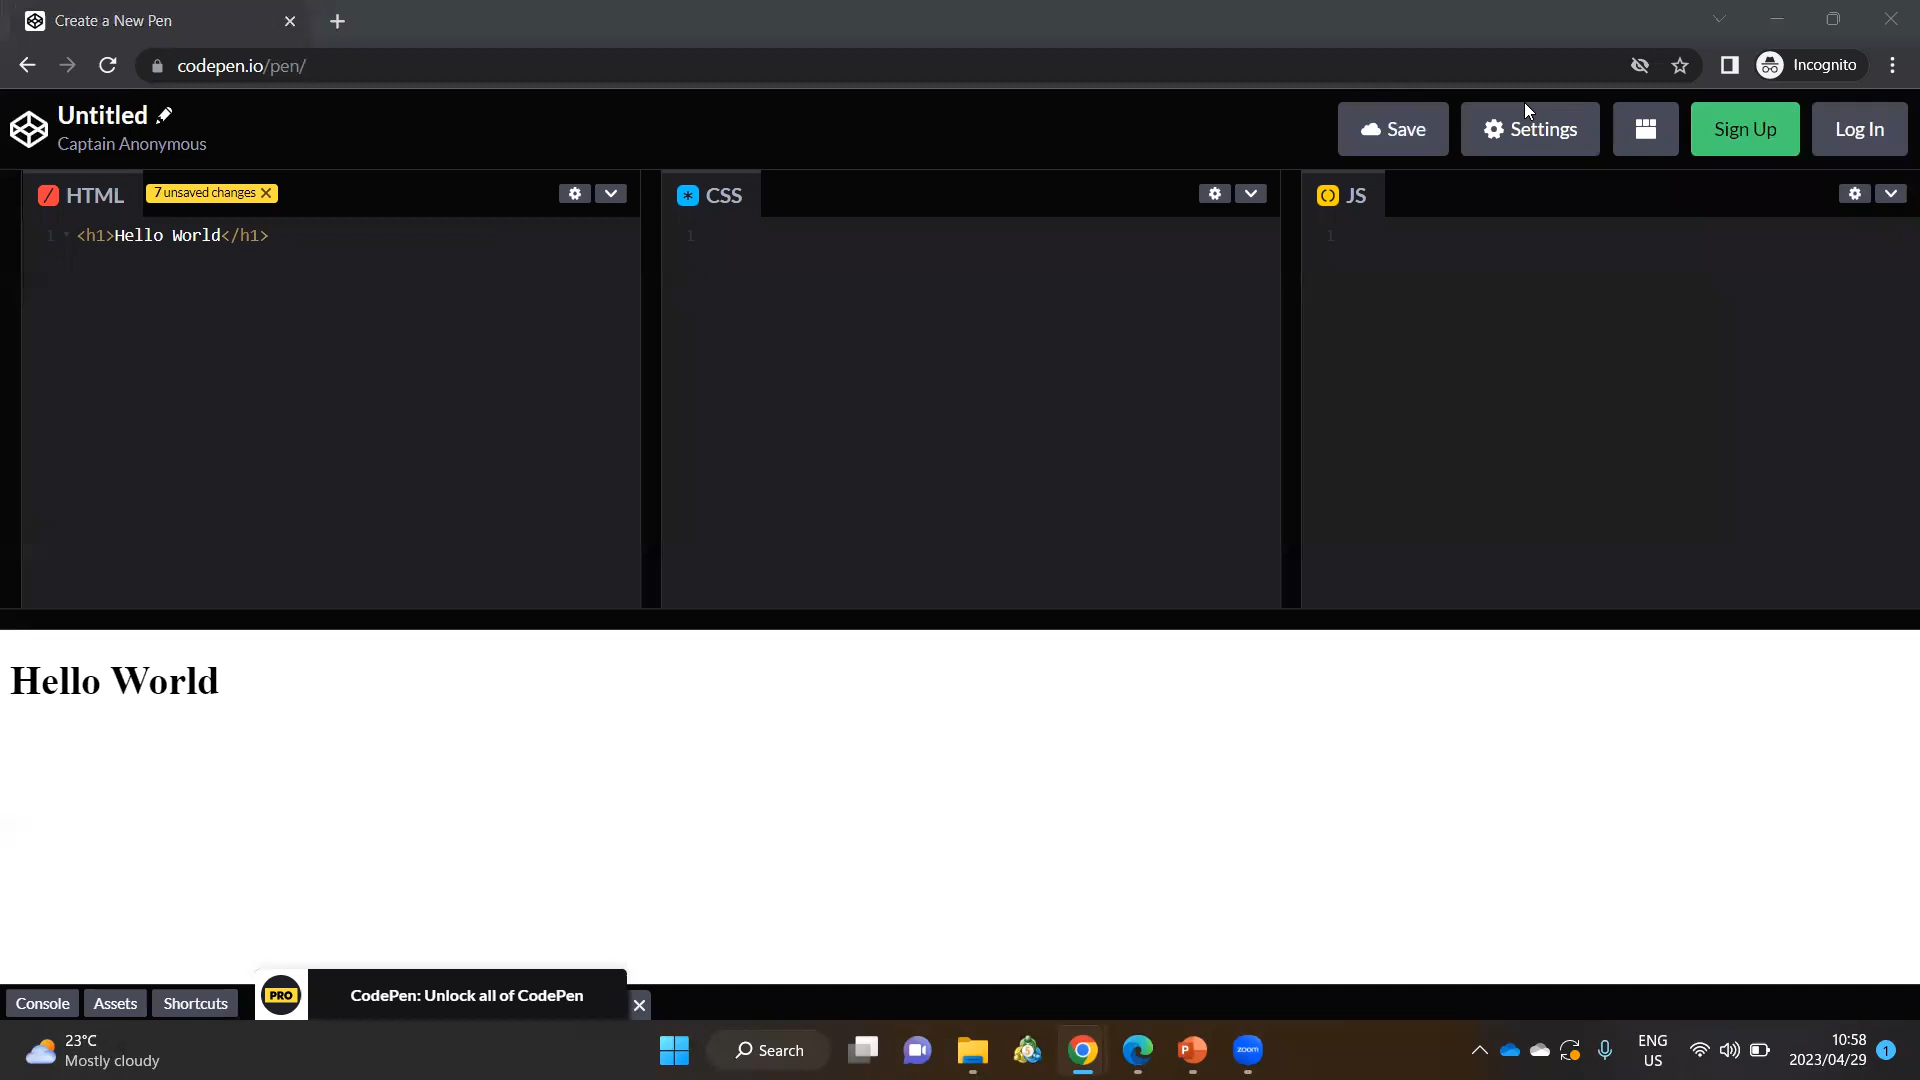 Create a New Pen
codepen.io/pen/
Incognito
Untitled
Captain Anonymous
Save
Settings
Sign Up
Log In
HTML
7 unsaved changes
CSS
JS
1 <h1>Hello World</h1>
1
1
Hello World
Console
Assets
Shortcuts
PRO
CodePen: Unlock all of CodePen
23°C
Mostly cloudy
Search
P
zoom
ENG
US
10:58
2023/04/29
1